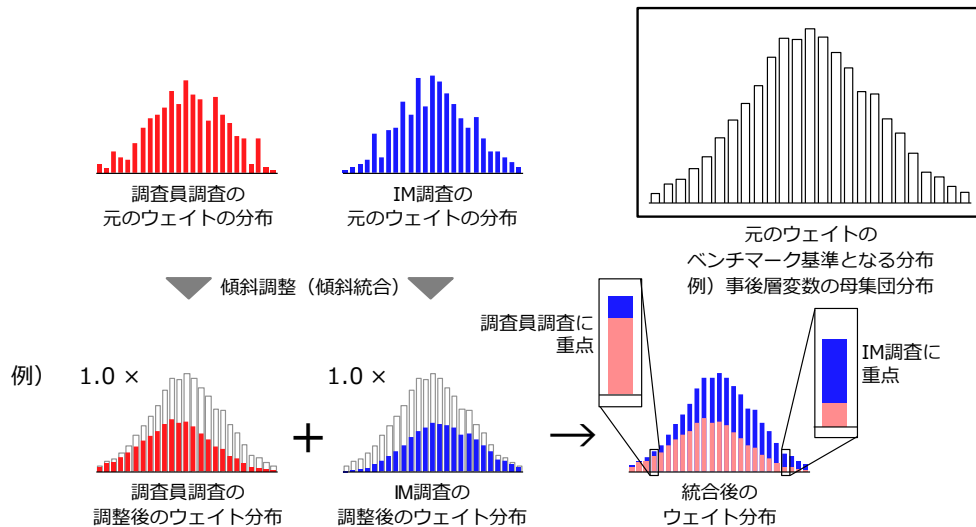 調査員調査の
元のウェイトの分布
IM調査の
元のウェイトの分布
元のウェイトの
ベンチマーク基準となる分布
例）事後層変数の母集団分布
傾斜調整（傾斜統合）
調査員調査に
重点
IM調査に
重点
例）
1.0 ×
1.0 ×
+
→
調査員調査の
調整後のウェイト分布
IM調査の
調整後のウェイト分布
統合後の
ウェイト分布